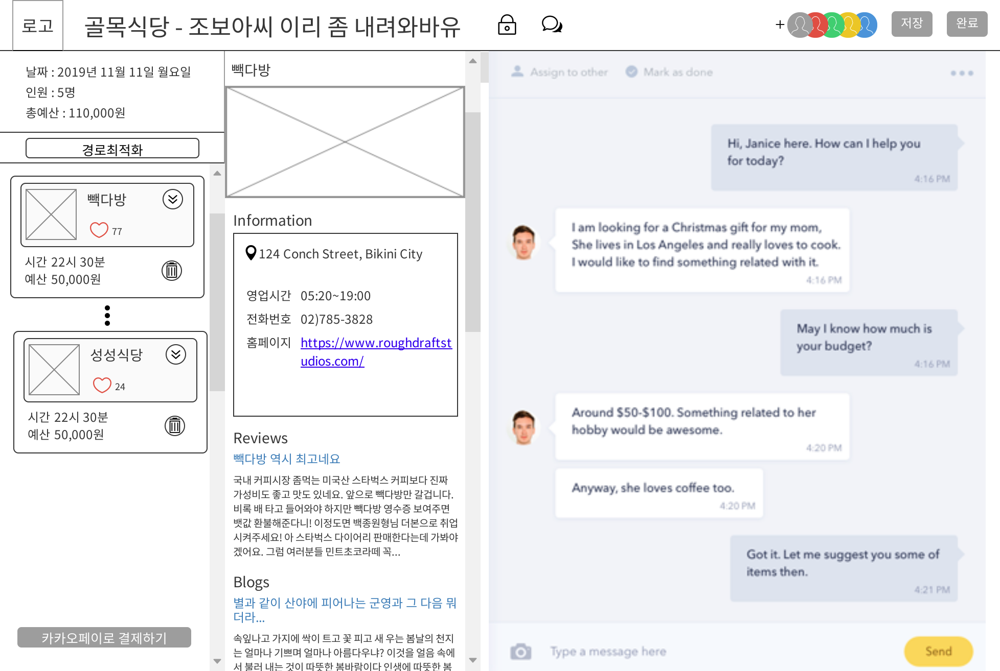 로고
골목식당 - 조보아씨 이리 좀 내려와바유
+
저장
완료
날짜 : 2019년 11월 11일 월요일
인원 : 5명
총예산 : 110,000원
경로최적화
빽다방
77
시간 22시 30분
예산 50,000원
성성식당
24
시간 22시 30분
예산 50,000원
카카오페이로 결제하기
빽다방
Information
124 Conch Street, Bikini City
영업시간 05:20~19:00
전화번호 02)785-3828
홈페이지 https://www.roughdraftst
udios.com/
Reviews
빽다방 역시 최고네요
국내 커피시장 좀먹는 미국산 스타벅스 커피보다 진짜
가성비도 좋고 맛도 있네요. 앞으로 빽다방만 갈겁니다.
비록 배 타고 들어와야 하지만 빽다방 영수증 보여주면
뱃값 환불해준다니! 이정도면 백종원형님 더본으로 취업
시켜주세요! 아 스타벅스 다이어리 판매한다는데 가봐야
겠어요. 그럼 여러분들 민트초코라떼 꼭...
Blogs
별과 같이 산야에 피어나는 군영과 그 다음 뭐
더라...
속잎나고 가지에 싹이 트고 꽃 피고 새 우는 봄날의 천지
는 얼마나 기쁘며 얼마나 아름다우냐? 이것을 얼음 속에
서 불러 내는 것이 따뜻한 봄바람이다 인생에 따뜻한 봄
Assign to other
Mark as done
Hi, Janice here. How can I help you
for today?
4:16 PM
I am looking for a Christmas gift for my mom,
She lives in Los Angeles and really loves to cook.
I would like to find something related with it.
4:16 PM
May I know how much is
your budget?
4:16 PM
Around $50-$100. Something related to her
hobby would be awesome.
4:20 PM
Anyway, she loves coffee too.
4:20 PM
Got it. Let me suggest you some of
items then.
4:21 PM
Type a message here
Send